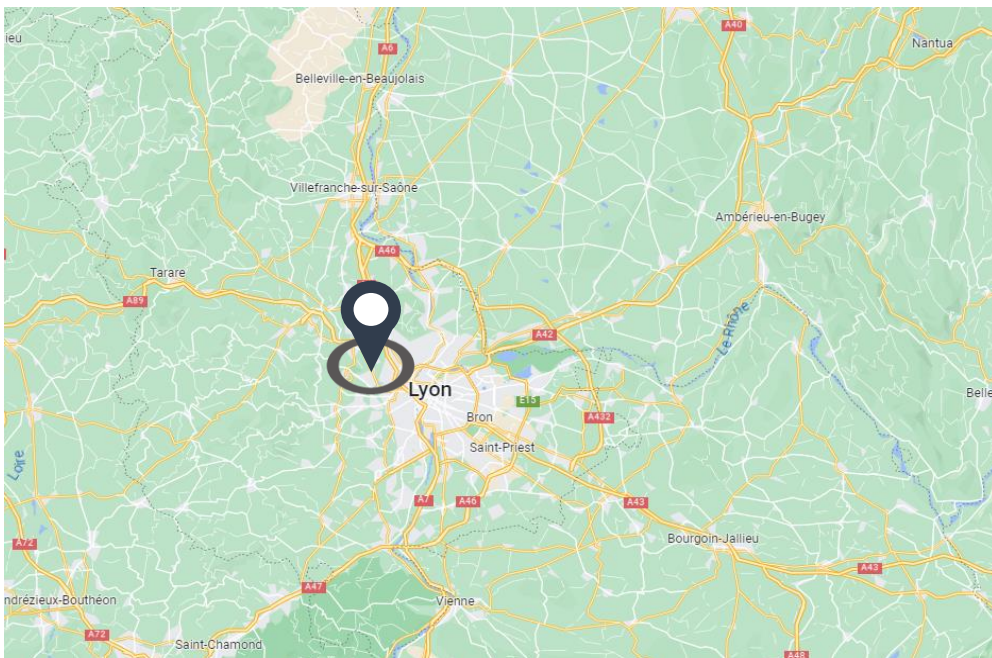 A40
ieu
A6
Nantua
Belleville-en-Beaujolais
Villefranche-sur-Saône
Ambérieu-en-Bugey
A46
Tarare
A89
Le Rhône
A42
Lyon
Belle
E15
Bron
A432
Saint-Priest
Loire
A7
A46
A43
A72
Bourgoin-Jallieu
A43
A47
ndrézieux-Bouthéon
Vienne
A72
Saint-Chamond
A48